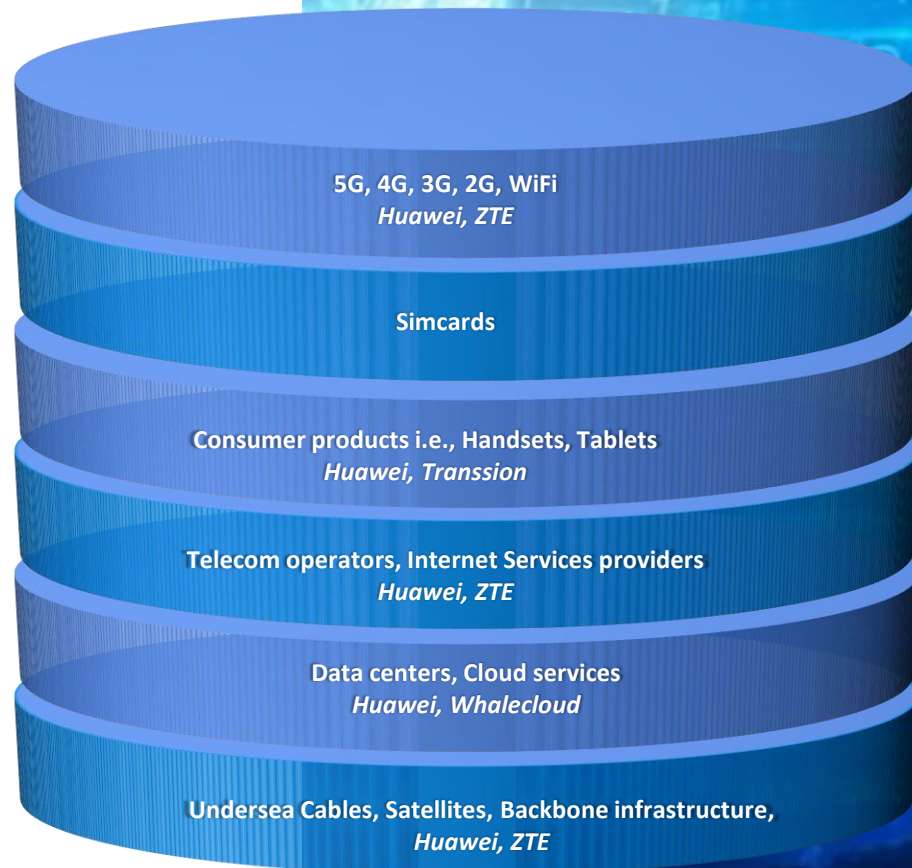 5G, 4G, 3G, 2G, WiFi
Huawei, ZTE
Simcards
Consumer products i.e., Handsets, Tablets
Huawei, Transsion
Telecom operators, Internet Services providers
Huawei, ZTE
Data centers, Cloud services
Huawei, Whalecloud
Undersea Cables, Satellites, Backbone infrastructure,
Huawei, ZTE